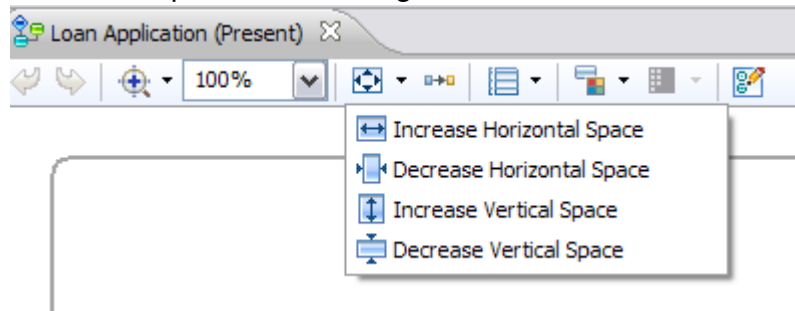 Loan Application (Present)
100%
Increase Horizontal Space
Decrease Horizontal Space
Increase Vertical Space
Decrease Vertical Space